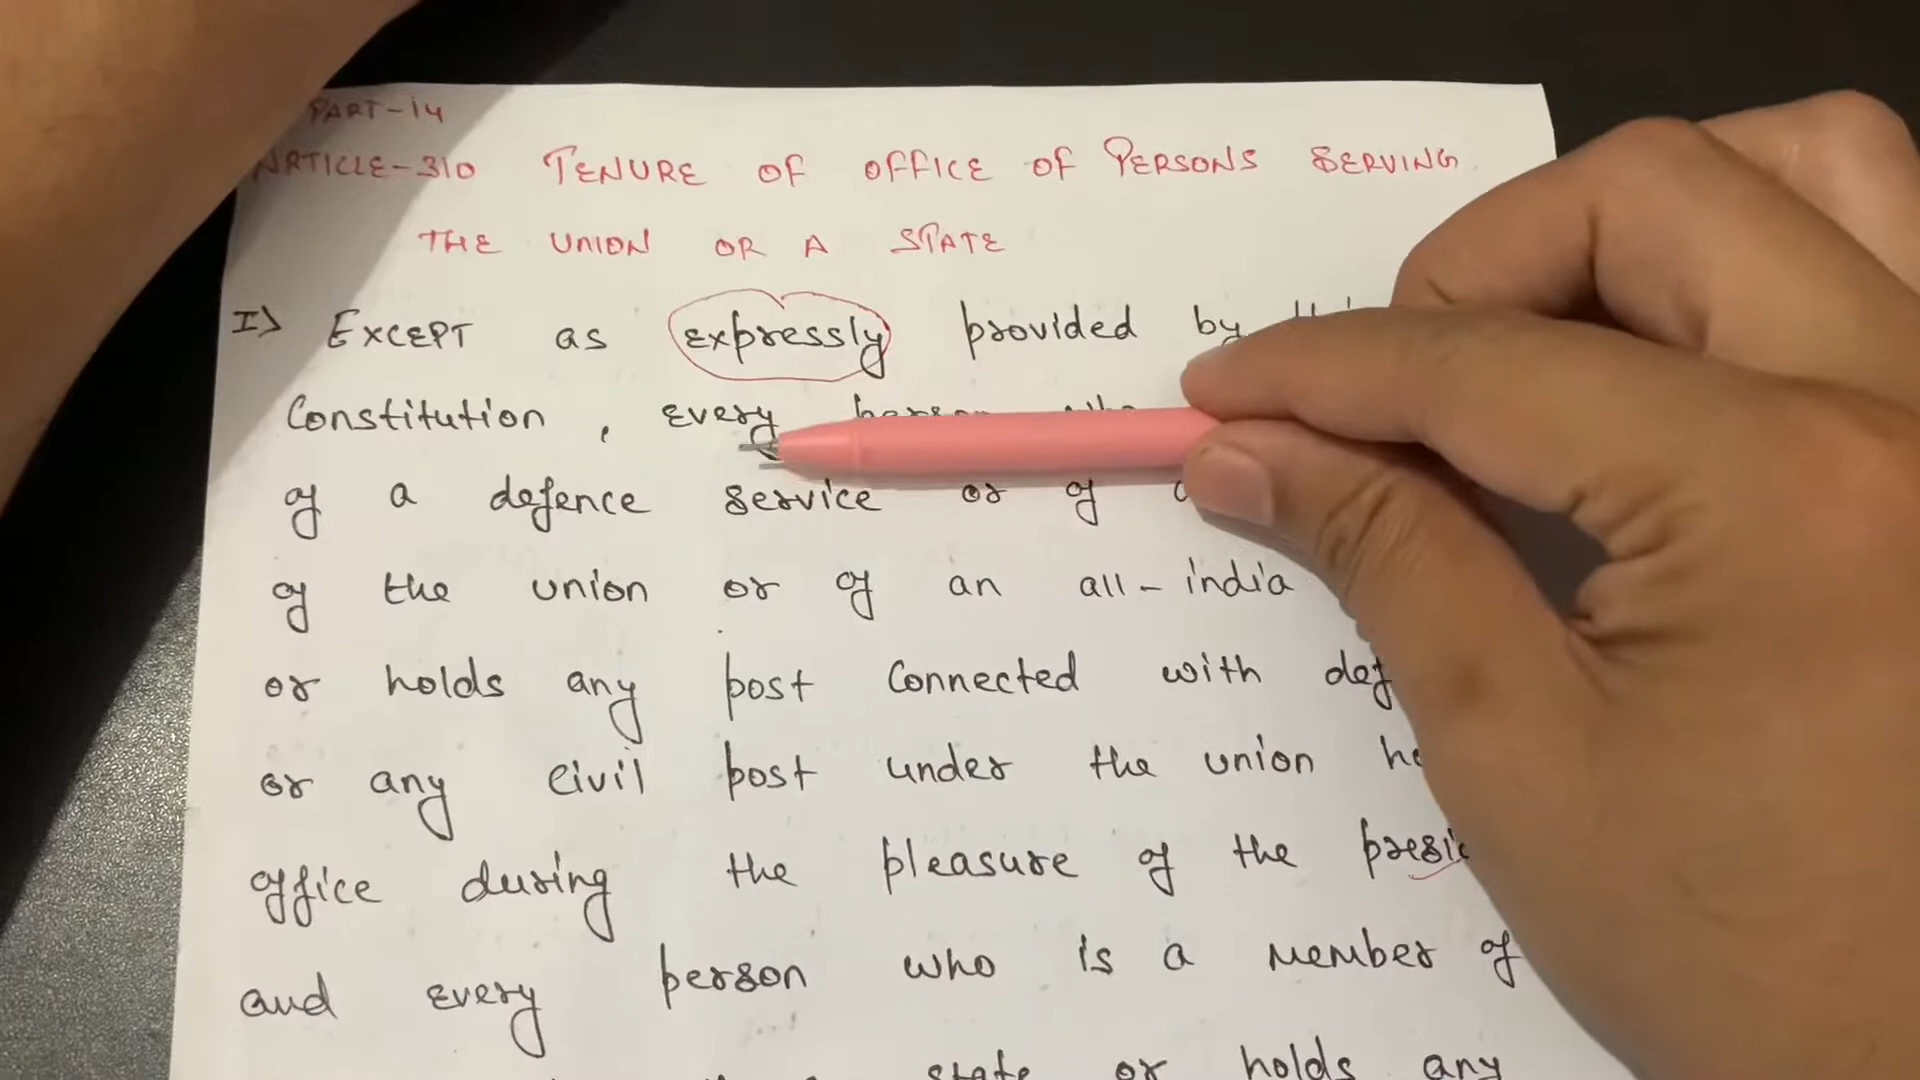 PART-14
ARTICLE-310 TENURE OF OFFICE OF PERSONS SERVING
THE UNION OR A STATE
I> EXCEPT as expressly provided by
Constitution, every person who
of a defence service or of
of the union or of an all-india
or holds any post connected with
or any civil post under the union
office during the pleasure of the
and every person who is a member of
state or holds any